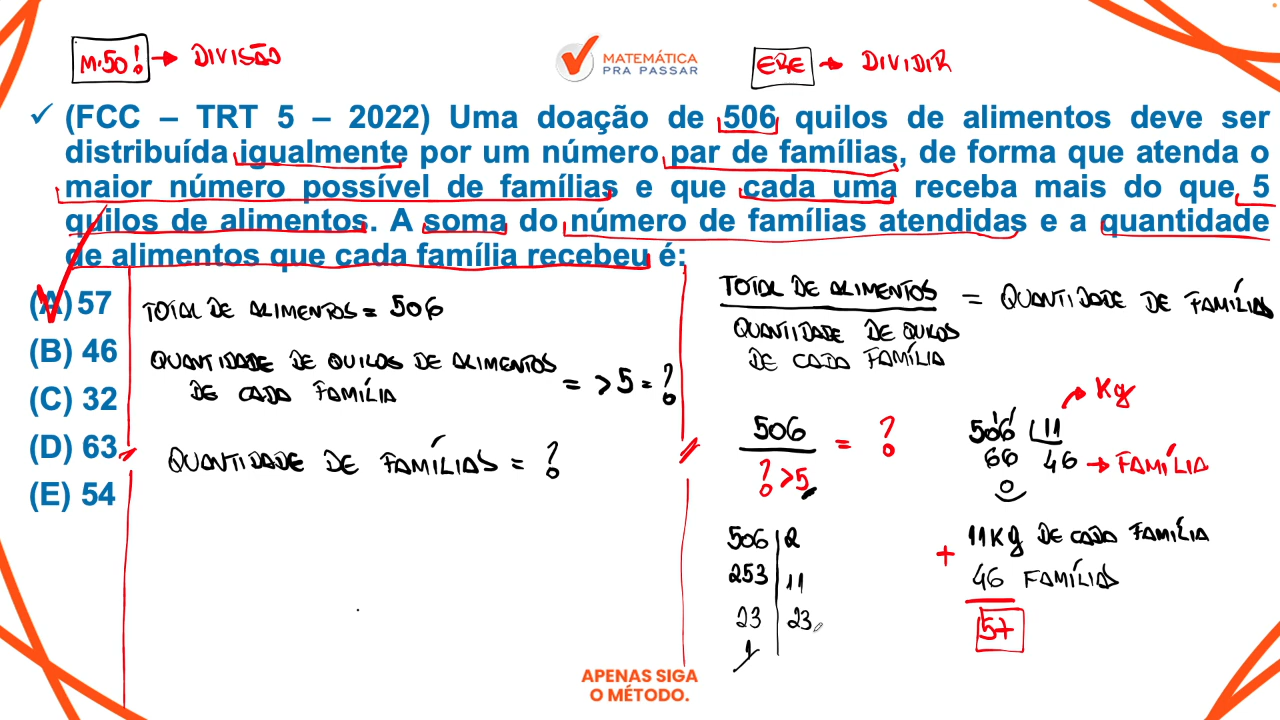 M.50! → DIVISÃO
MATEMÁTICA
PRA PASSAR
ERE → DIVIDIR
✓ (FCC – TRT 5 – 2022) Uma doação de 506 quilos de alimentos deve ser
distribuída igualmente por um número par de famílias, de forma que atenda o
maior número possível de famílias e que cada uma receba mais do que 5
quilos de alimentos. A soma do número de famílias atendidas e a quantidade
de alimentos que cada família recebeu é:
(A) 57
(B) 46
(C) 32
(D) 63
(E) 54
TOTAL DE ALIMENTOS = 506
QUANTIDADE DE QUILOS DE ALIMENTOS
DE CADA FAMÍLIA = >5 = ?
QUANTIDADE DE FAMÍLIAS = ?
TOTAL DE ALIMENTOS = QUANTIDADE DE FAMÍLIAS
QUANTIDADE DE QUILOS
DE CADA FAMÍLIA
506 = ?
? >5
→ Kg
506 11
66 46 → FAMÍLIA
0
506 2
253 11
23 23
1
11Kg DE CADA FAMÍLIA
+ 46 FAMÍLIAS
57
APENAS SIGA
O MÉTODO.